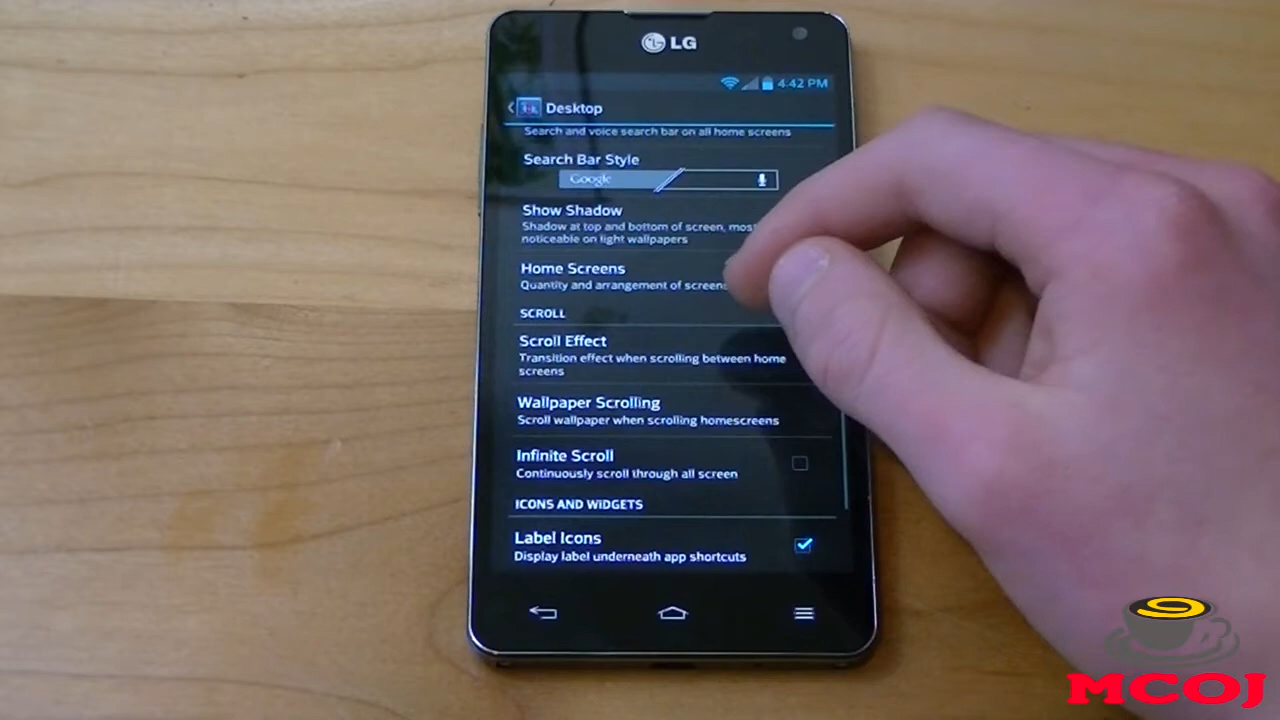 LG
4:42 PM
Desktop
Search and voice search bar on all home screens
Search Bar Style
Google
Show Shadow
Shadow at top and bottom of screen, most
noticeable on light wallpapers
Home Screens
Quantity and arrangement of screens
SCROLL
Scroll Effect
Transition effect when scrolling between home
screens
Wallpaper Scrolling
Scroll wallpaper when scrolling homescreens
Infinite Scroll
Continuously scroll through all screen
ICONS AND WIDGETS
Label Icons
Display label underneath app shortcuts
MCOJ